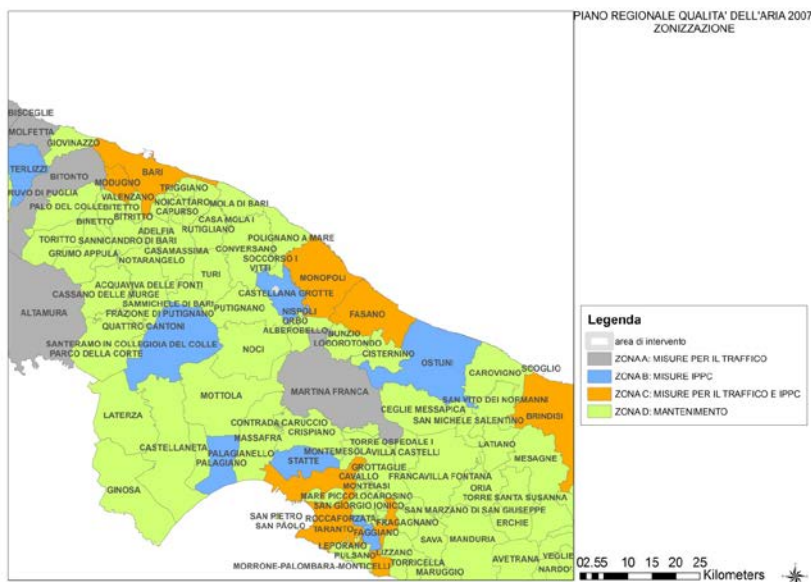 PIANO REGIONALE QUALITA' DELL'ARIA 2007
ZONIZZAZIONE
BISCEGLIE
MOLFETTA
GIOVINAZZO
TERLIZZI
BITONTO
BARI
MODUGNO
TRIGGIANO
RUVO DI PUGLIA
VALENZANO
NOICATTARO
MOLA DI BARI
PALO DEL COLLE
BITETTO
CAPURSO
BINETTO
BITRITTO
CASA MOLA I
ADELFIA
RUTIGLIANO
POLIGNANO A MARE
TORITTO
SANNICANDRO DI BARI
CASAMASSIMA
CONVERSANO
GRUMO APPULA
NOTARANGELO
SOCCORSO I
VITTI
TURI
MONOPOLI
ACQUAVIVA DELLE FONTI
CASSANO DELLE MURGE
CASTELLANA GROTTE
ALTAMURA
SAMMICHELE DI BARI
FRAZIONE DI PUTIGNANO
PUTIGNANO
NISPOLI
FASANO
QUATTRO CANTONI
ORBO
ALBEROBELLO
NUNZIO
SANTERAMO IN COLLE
GIOIA DEL COLLE
LOCOROTONDO
PARCO DELLA CORTE
NOCI
CISTERNINO
OSTUNI
CAROVIGNO
SCOGLIO
MOTTOLA
MARTINA FRANCA
SAN VITO DEI NORMANNI
LATERZA
CEGLIE MESSAPICA
BRINDISI
CONTRADA CARUCCIO
SAN MICHELE SALENTINO
CRISPIANO
MASSAFRA
TORRE OSPEDALE I
LATIANO
CASTELLANETA
PALAGIANELLO
MONTEMESOLA
VILLA CASTELLI
MESAGNE
PALAGIANO
STATTE
GROTTAGLIE
CAVALLO
FRANCAVILLA FONTANA
GINOSA
MONTEIASI
ORIA
MARE PICCOLO
CAROSINO
TORRE SANTA SUSANNA
SAN GIORGIO IONICO
SAN MARZANO DI SAN GIUSEPPE
SAN PIETRO
ROCCAFORZATA
FRAGAGNANO
ERCHIE
SAN PAOLO
TARANTO
FAGGIANO
SAVA
MANDURIA
LEPORANO
LIZZANO
PULSANO
AVETRANA
VEGLIE
MORRONE-PALOMBARA-MONTICELLI
TORRICELLA
NARDO'
MARUGGIO
Legenda
area di intervento
ZONA A: MISURE PER IL TRAFFICO
ZONA B: MISURE IPPC
ZONA C: MISURE PER IL TRAFFICO E IPPC
ZONA D: MANTENIMENTO
02.55 10 15 20 25
Kilometers